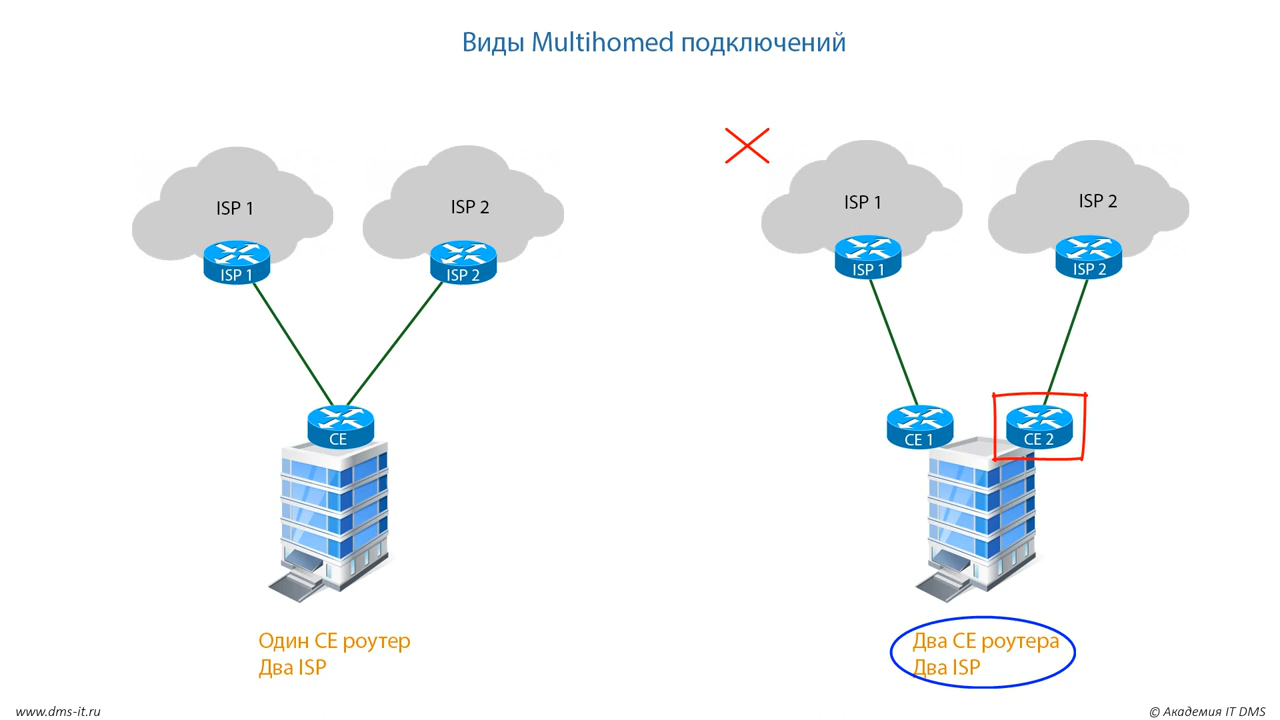 Виды Multihomed подключений
ISP 1
ISP 2
ISP 1
ISP 2
CE
Один CE роутер
Два ISP
ISP 1
ISP 2
ISP 1
ISP 2
CE 1
CE 2
Два CE роутера
Два ISP
www.dms-it.ru
© Академия IT DMS